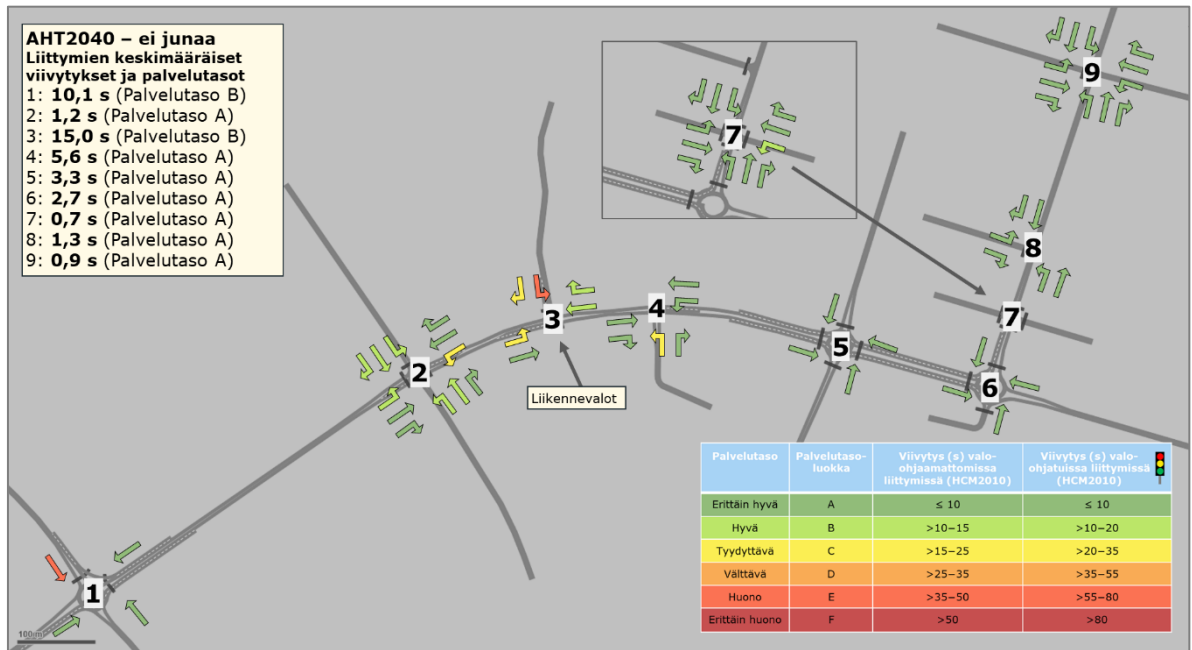 AHT2040 – ei junaa
Liittymien keskimääräiset
viivytykset ja palvelutasot
1: 10,1 s (Palvelutaso B)
2: 1,2 s (Palvelutaso A)
3: 15,0 s (Palvelutaso B)
4: 5,6 s (Palvelutaso A)
5: 3,3 s (Palvelutaso A)
6: 2,7 s (Palvelutaso A)
7: 0,7 s (Palvelutaso A)
8: 1,3 s (Palvelutaso A)
9: 0,9 s (Palvelutaso A)
9
7
8
7
4
3
5
2
6
Liikennevalot
1
100 m
Palvelutaso
Palvelutaso-
luokka
Viivytys (s) valo-
ohjaamattomissa
liittymissä (HCM2010)
Viivytys (s) valo-
ohjatuissa liittymissä
(HCM2010)
Erittäin hyvä A ≤ 10 ≤ 10
Hyvä B >10–15 >10–20
Tyydyttävä C >15–25 >20–35
Välttävä D >25–35 >35–55
Huono E >35–50 >55–80
Erittäin huono F >50 >80